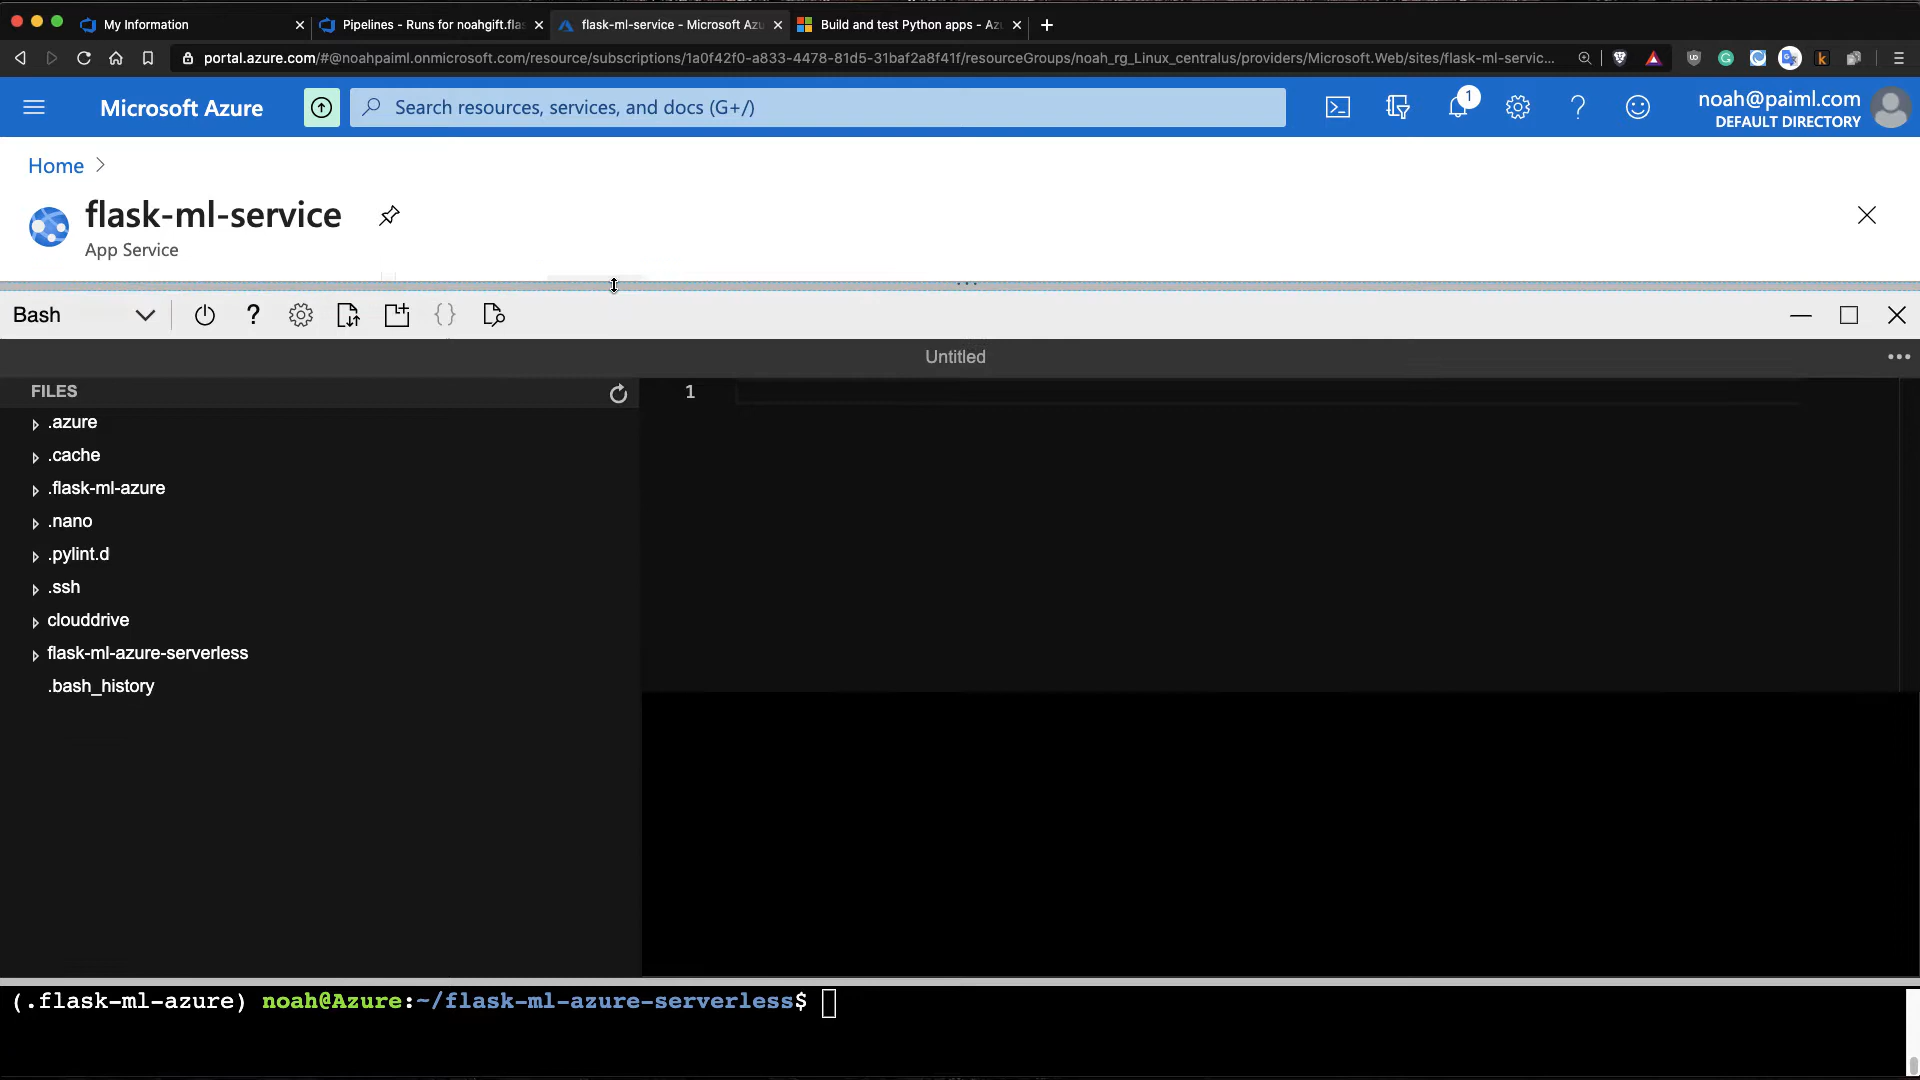 My Information
Pipelines - Runs for noahgift.fla
flask-ml-service - Microsoft Azu
Build and test Python apps - Az
portal.azure.com/#@noahpaiml.onmicrosoft.com/resource/subscriptions/1a0f42f0-a833-4478-81d5-31baf2a8f41f/resourceGroups/noah_rg_Linux_centralus/providers/Microsoft.Web/sites/flask-ml-servic...
Microsoft Azure
Search resources, services, and docs (G+/)
1
noah@paiml.com
DEFAULT DIRECTORY
Home >
flask-ml-service
App Service
Bash
Untitled
FILES
1
.azure
.cache
.flask-ml-azure
.nano
.pylint.d
.ssh
clouddrive
flask-ml-azure-serverless
.bash_history
(.flask-ml-azure) noah@Azure:~/flask-ml-azure-serverless$